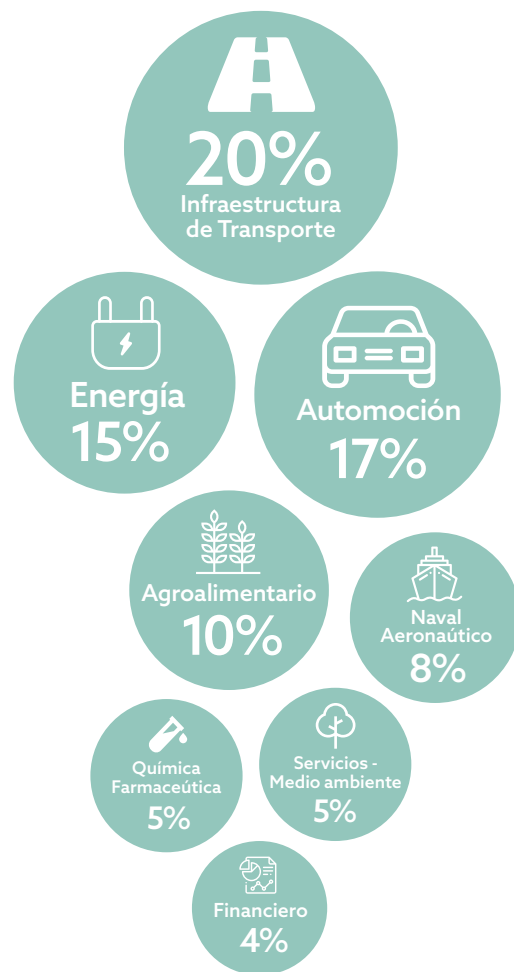 20%
Infraestructura
de Transporte
Energía
15%
Automoción
17%
Agroalimentario
10%
Naval
Aeronaútico
8%
Química
Farmaceútica
5%
Servicios -
Medio ambiente
5%
Financiero
4%